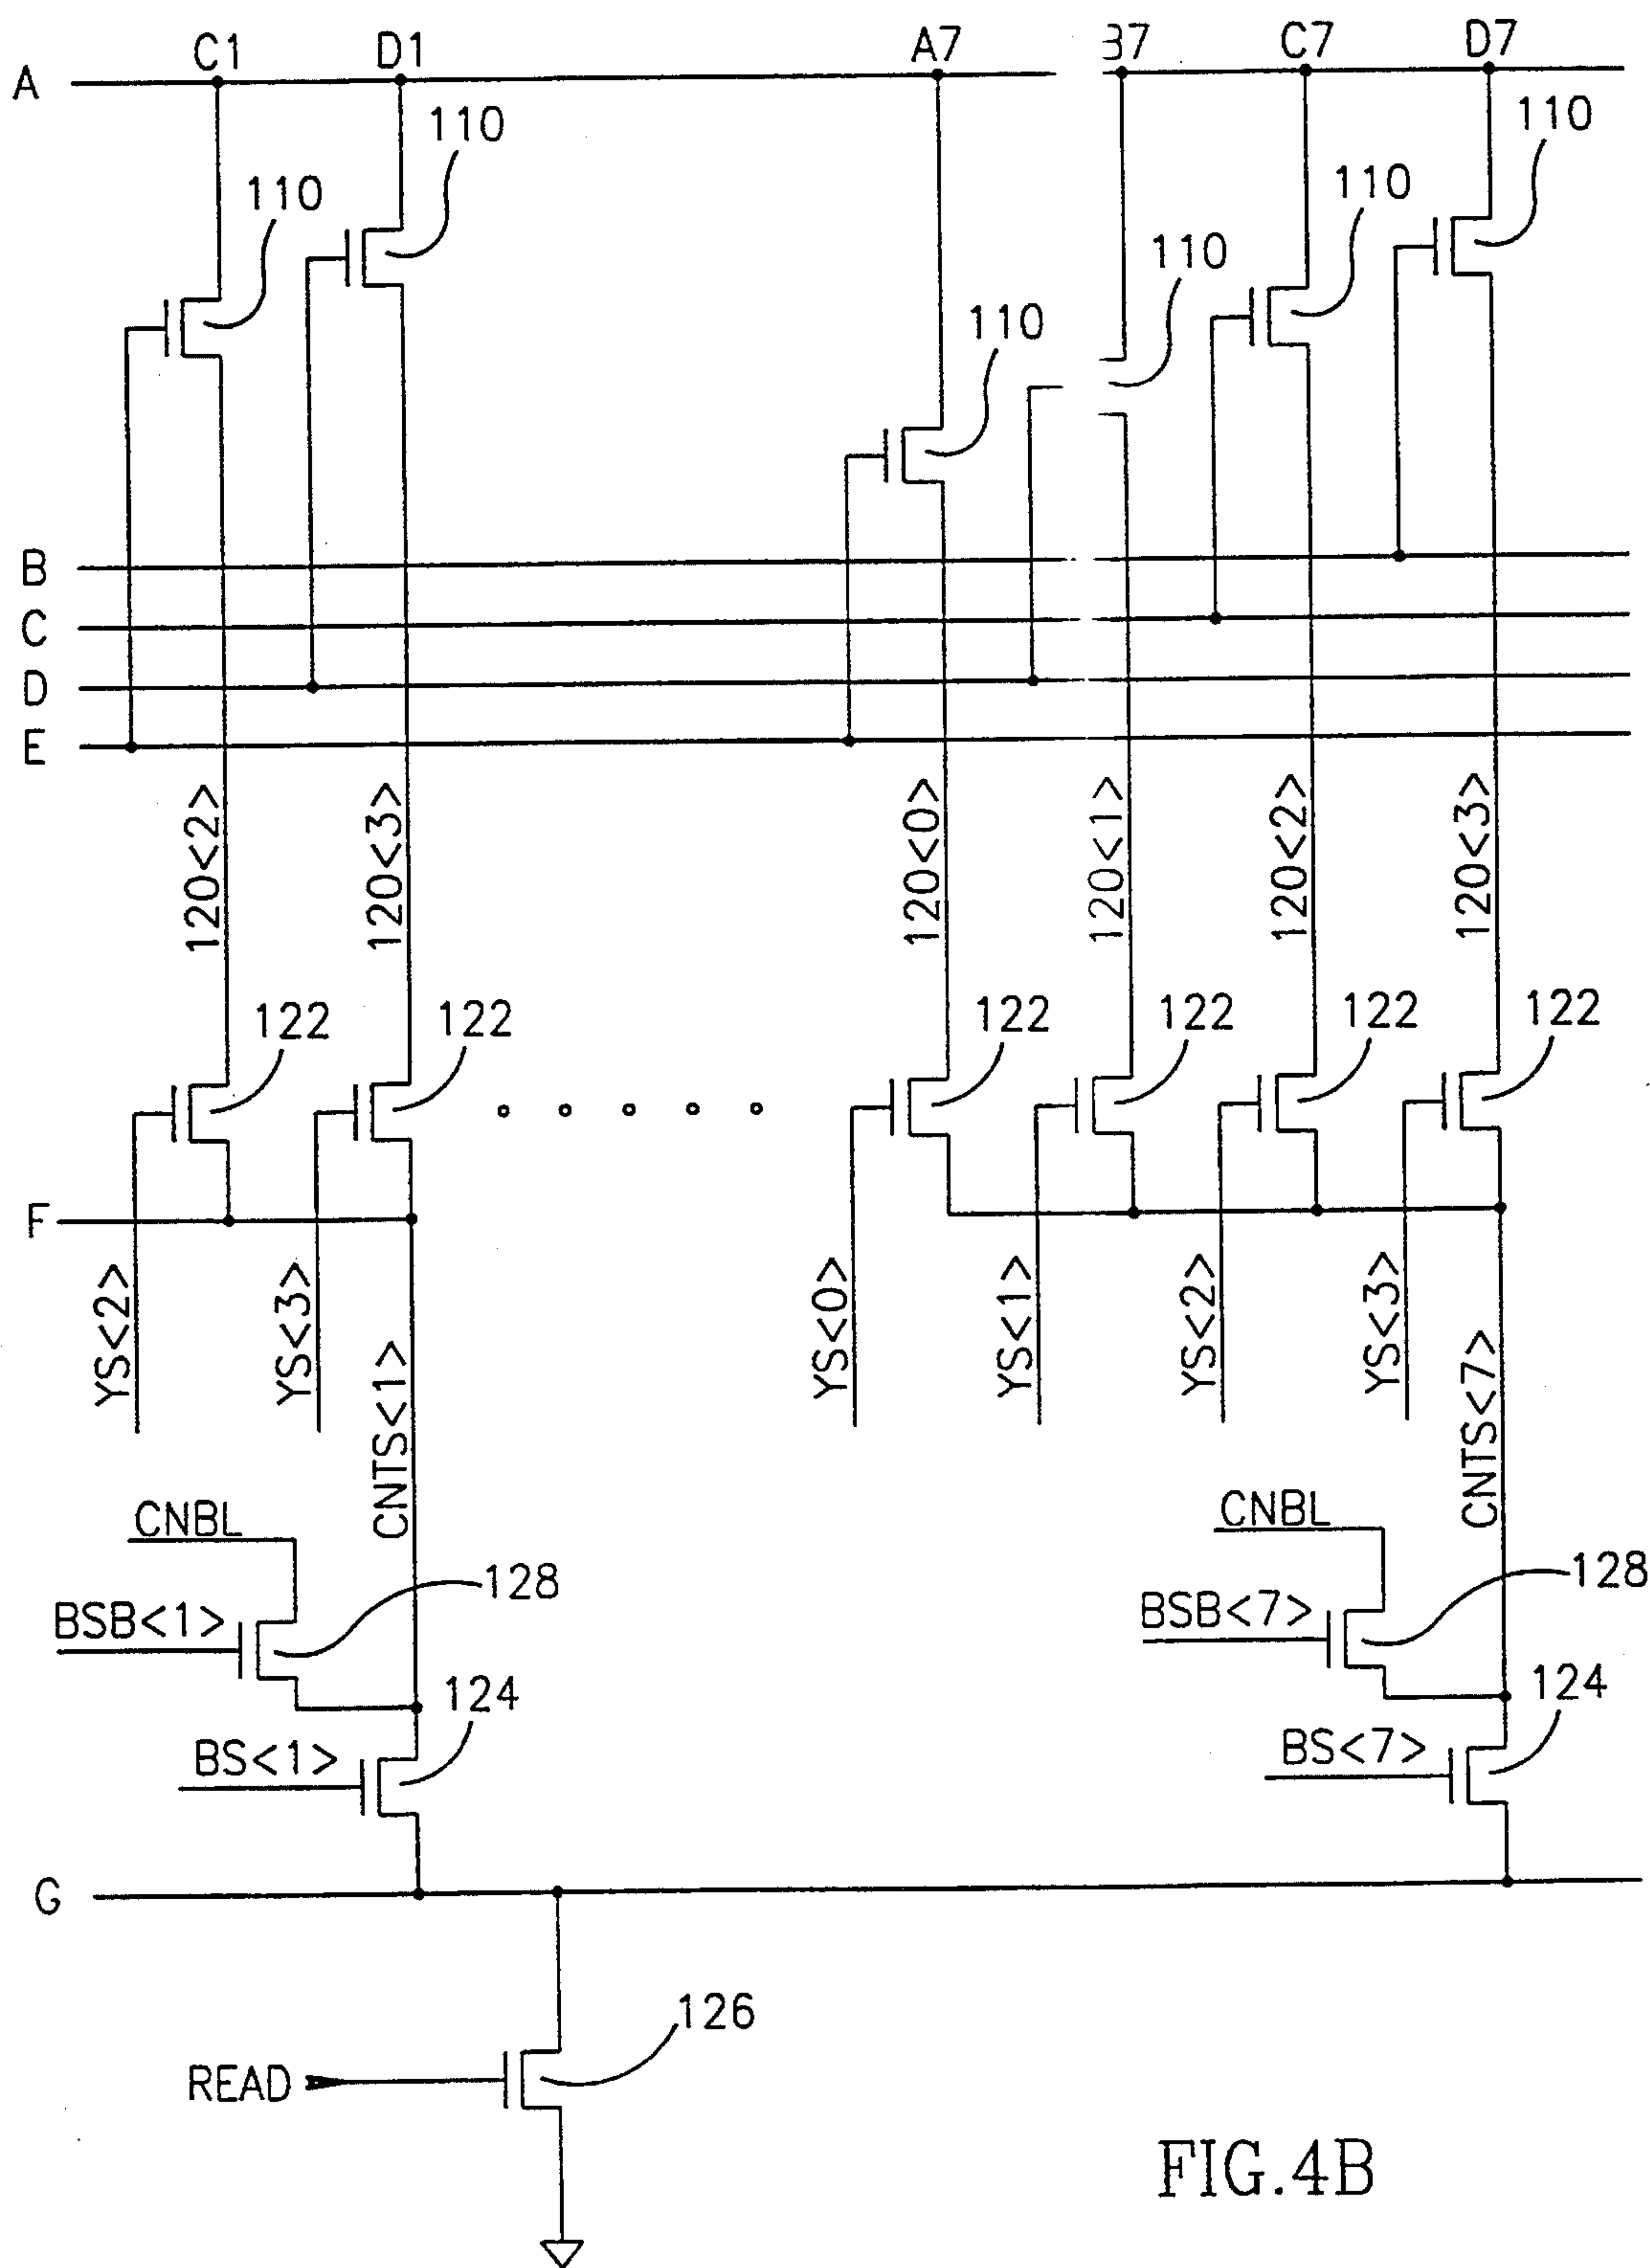 C1 D1 A7 B7 C7 D7
A
110
110
110
110
110
110
B
C
D
E
120<2>
120<3>
120<0>
120<1>
120<2>
120<3>
122
122
122
122
122
122
F
YS<2>
YS<3>
YS<0>
YS<1>
YS<2>
YS<3>
CNTS<1>
CNTS<7>
CNBL
CNBL
128
128
BSB<1>
BSB<7>
124
124
BS<1>
BS<7>
G
126
READ
FIG.4B